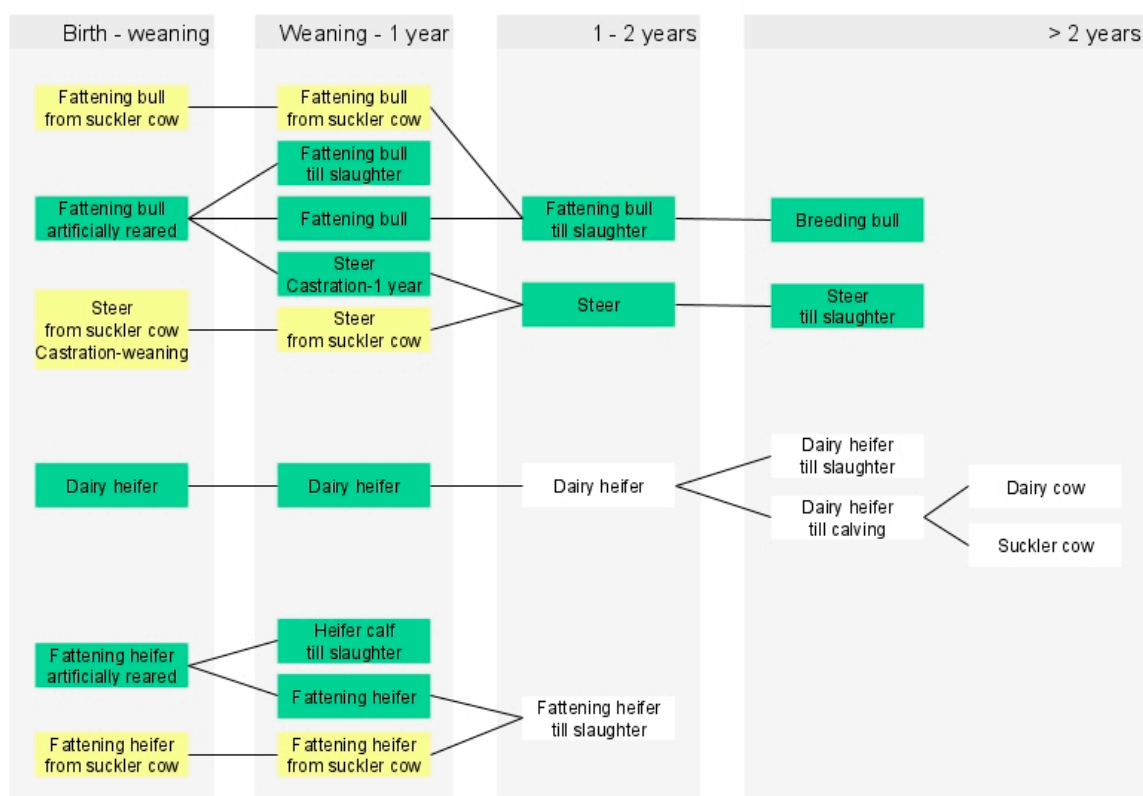 Birth - weaning
Weaning - 1 year
1 - 2 years
> 2 years
Fattening bull
from suckler cow
Fattening bull
from suckler cow
Fattening bull
till slaughter
Fattening bull
artificially reared
Fattening bull
Fattening bull
till slaughter
Breeding bull
Steer
Castration-1 year
Steer
from suckler cow
Castration-weaning
Steer
from suckler cow
Steer
Steer
till slaughter
Dairy heifer
Dairy heifer
Dairy heifer
Dairy heifer
till slaughter
Dairy heifer
till calving
Dairy cow
Suckler cow
Fattening heifer
artificially reared
Heifer calf
till slaughter
Fattening heifer
Fattening heifer
till slaughter
Fattening heifer
from suckler cow
Fattening heifer
from suckler cow